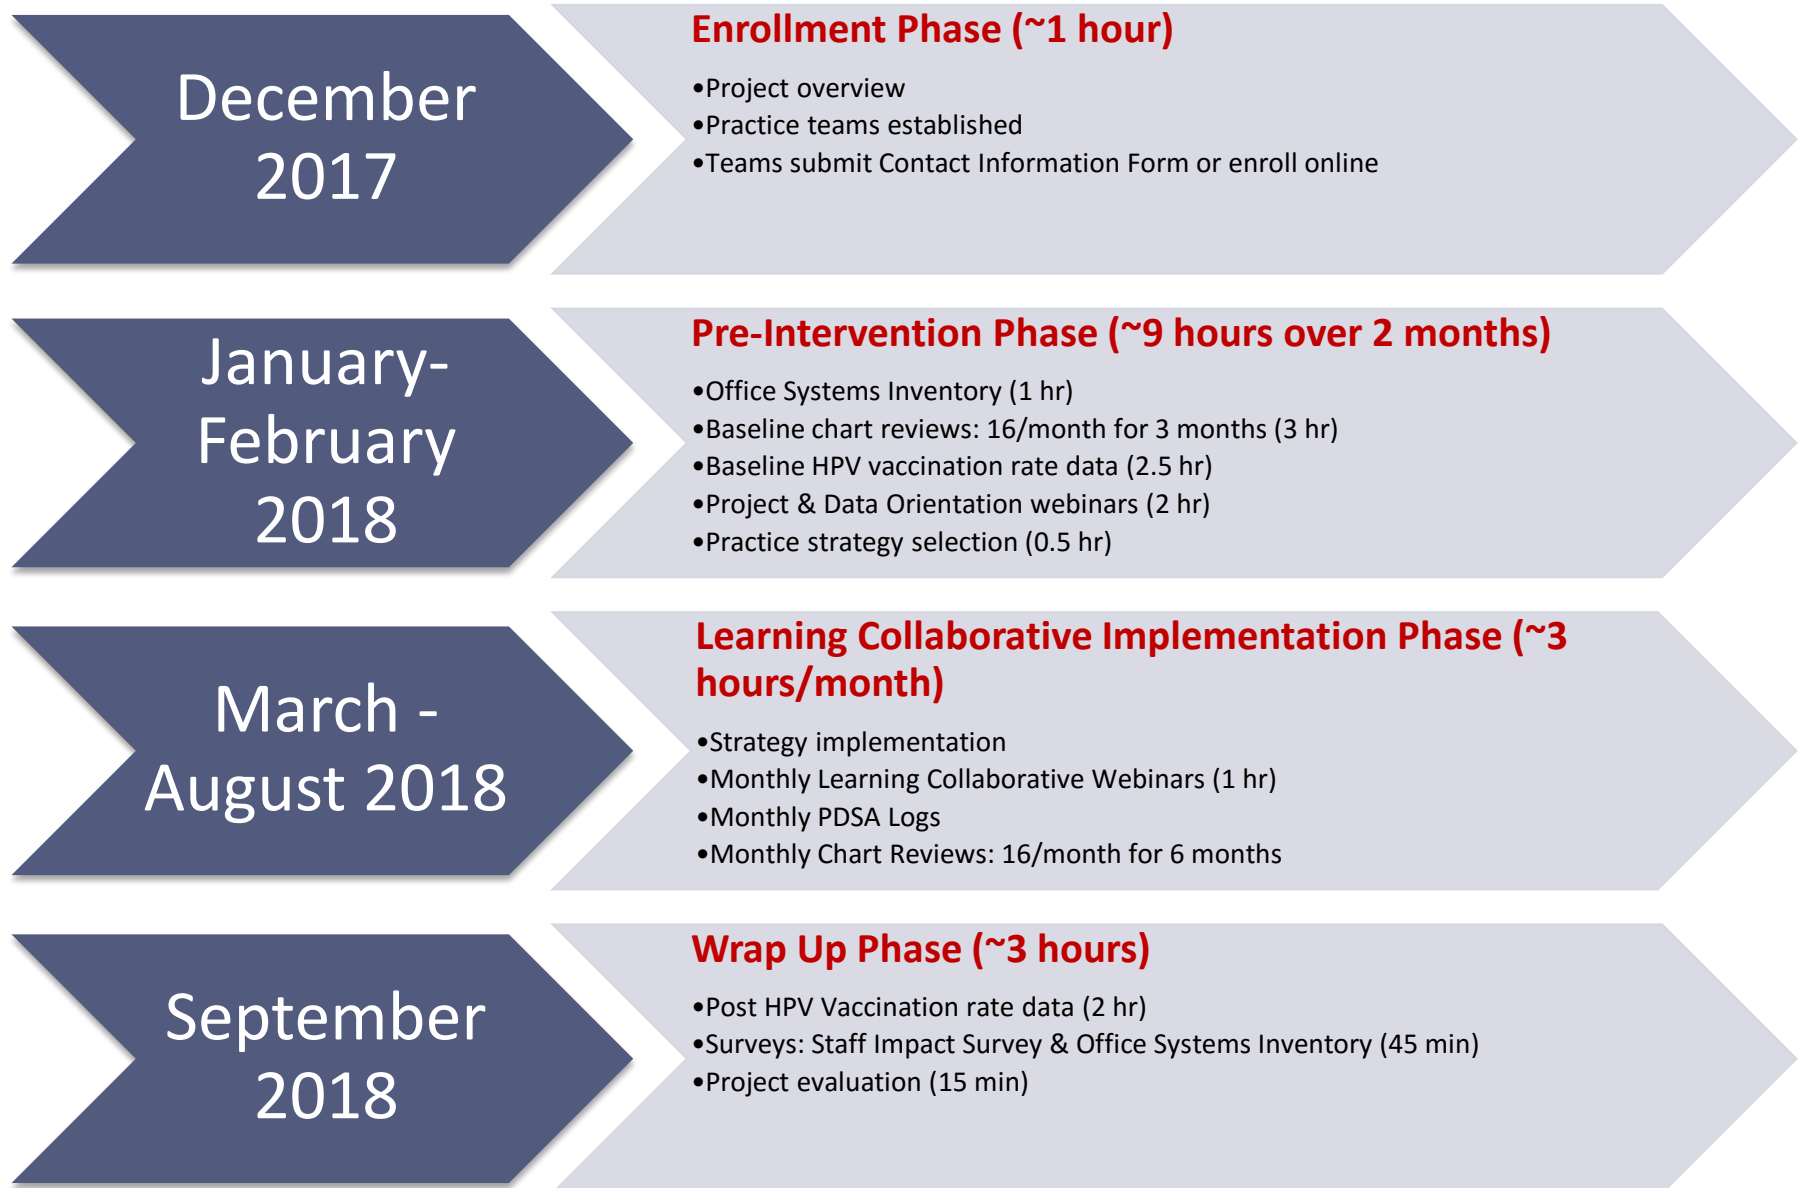 December
2017
Enrollment Phase (~1 hour)
•Project overview
•Practice teams established
•Teams submit Contact Information Form or enroll online
January-
February
2018
Pre-Intervention Phase (~9 hours over 2 months)
•Office Systems Inventory (1 hr)
•Baseline chart reviews: 16/month for 3 months (3 hr)
•Baseline HPV vaccination rate data (2.5 hr)
•Project & Data Orientation webinars (2 hr)
•Practice strategy selection (0.5 hr)
March -
August 2018
Learning Collaborative Implementation Phase (~3
hours/month)
•Strategy implementation
•Monthly Learning Collaborative Webinars (1 hr)
•Monthly PDSA Logs
•Monthly Chart Reviews: 16/month for 6 months
September
2018
Wrap Up Phase (~3 hours)
•Post HPV Vaccination rate data (2 hr)
•Surveys: Staff Impact Survey & Office Systems Inventory (45 min)
•Project evaluation (15 min)